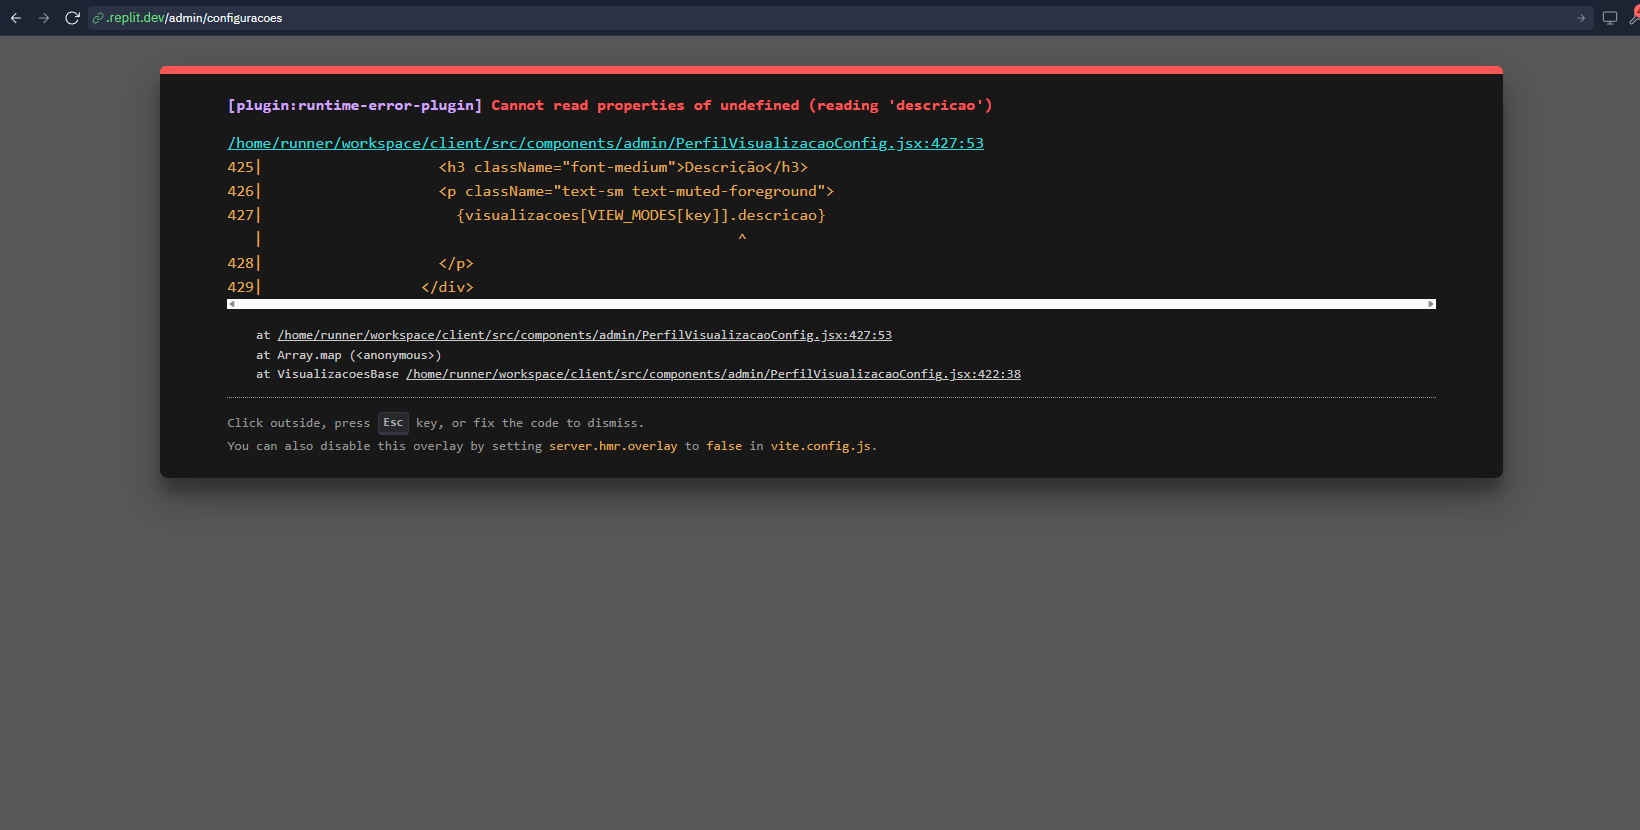 .replit.dev/admin/configuracoes
[plugin:runtime-error-plugin] Cannot read properties of undefined (reading 'descricao')
/home/runner/workspace/client/src/components/admin/PerfilVisualizacaoConfig.jsx:427:53
425|                    <h3 className="font-medium">Descrição</h3>
426|                    <p className="text-sm text-muted-foreground">
427|                      {visualizacoes[VIEW_MODES[key]].descricao}
   |                                                      ^
428|                    </p>
429|                  </div>
at /home/runner/workspace/client/src/components/admin/PerfilVisualizacaoConfig.jsx:427:53
at Array.map (<anonymous>)
at VisualizacoesBase /home/runner/workspace/client/src/components/admin/PerfilVisualizacaoConfig.jsx:422:38
Click outside, press Esc key, or fix the code to dismiss.
You can also disable this overlay by setting server.hmr.overlay to false in vite.config.js.